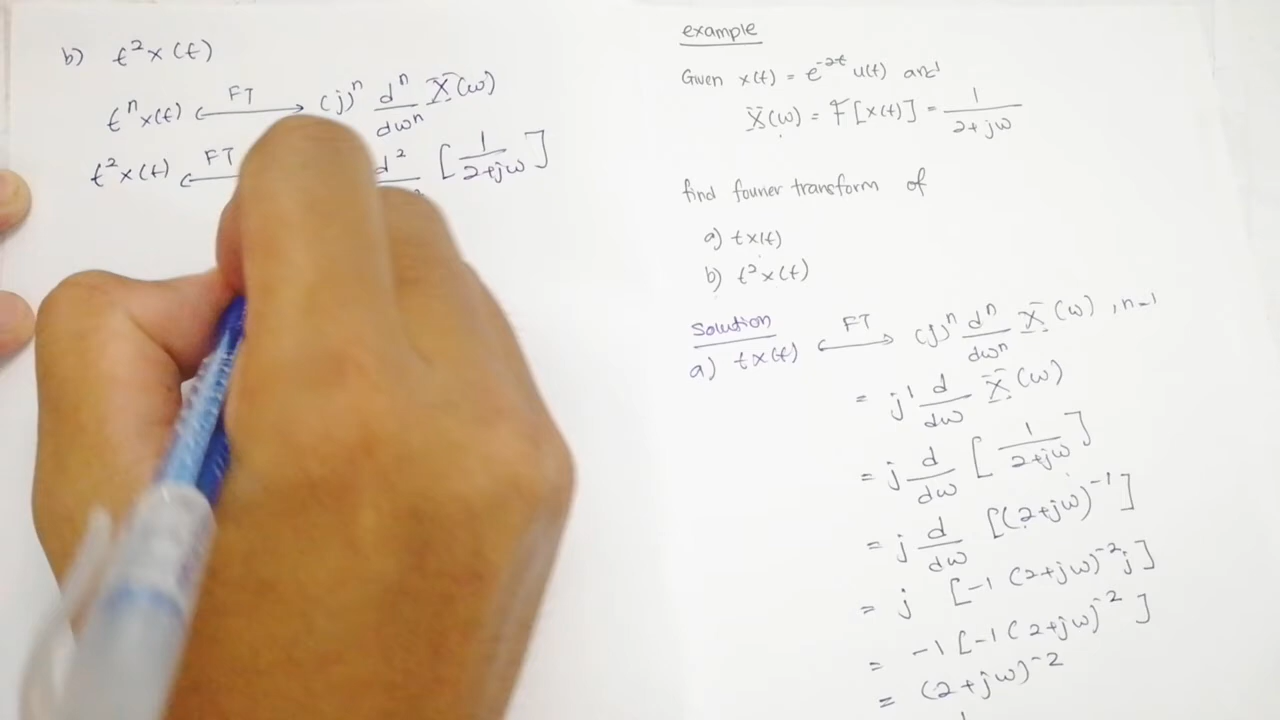 b) t²x(t)
tⁿx(t) ⟷ FT (j)ⁿ dⁿ/dωⁿ X(ω)
t²x(t) ⟷ FT d² [1/(2+jω)]
example
Given x(t) = e^(-2t) u(t) and
X(ω) = F[x(t)] = 1/(2+jω)
find fourier transform of
a) tx(t)
b) t²x(t)
Solution
a) tx(t) ⟷ FT (j)ⁿ dⁿ/dωⁿ X(ω) , n=1
= j¹ d/dω X(ω)
= j d/dω [1/(2+jω)]
= j d/dω [(2+jω)⁻¹]
= j [-1 (2+jω)⁻² j]
= -1 [-1 (2+jω)⁻²]
= (2+jω)⁻²